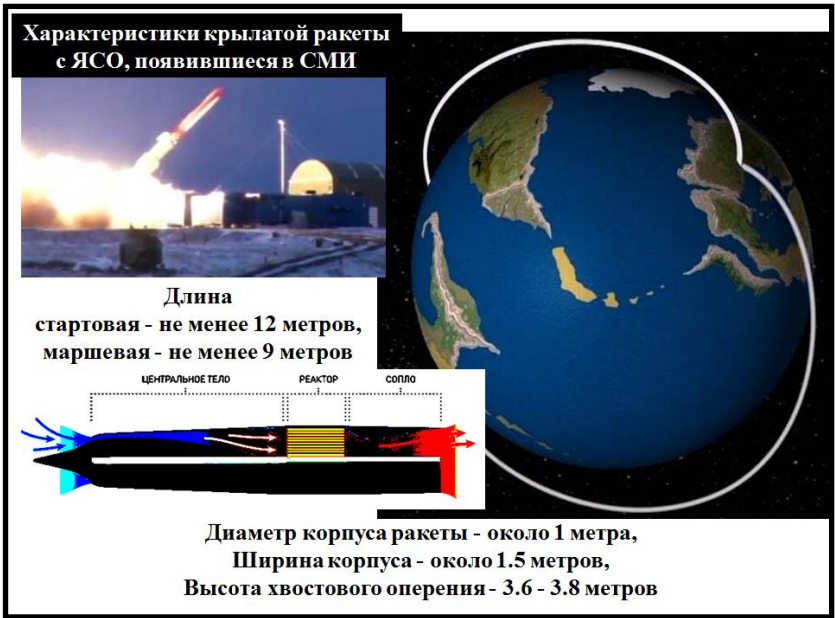 Характеристики крылатой ракеты
с ЯСО, появившиеся в СМИ
Длина
стартовая - не менее 12 метров,
маршевая - не менее 9 метров
ЦЕНТРАЛЬНОЕ ТЕЛО РЕАКТОР СОПЛО
Диаметр корпуса ракеты - около 1 метра,
Ширина корпуса - около 1.5 метров,
Высота хвостового оперения - 3.6 - 3.8 метров